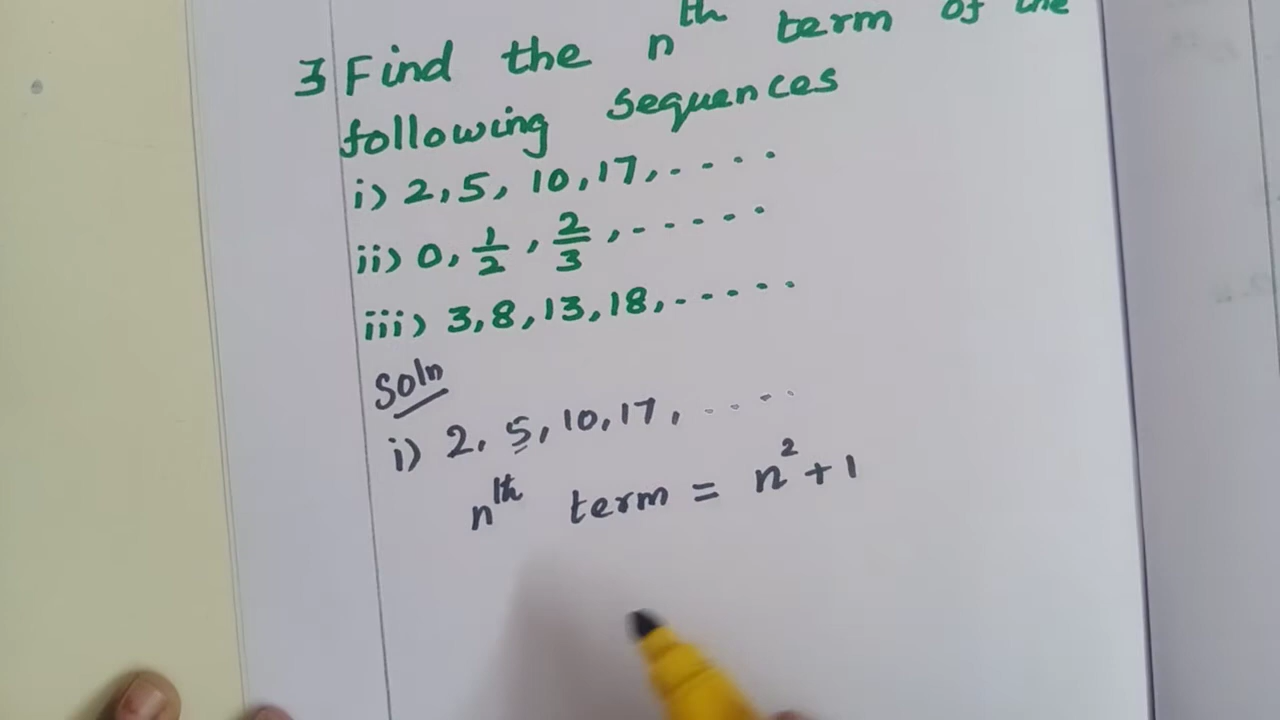 3 Find the nth term of the
following sequences
i) 2, 5, 10, 17, .....
ii) 0, 1/2, 2/3, ......
iii) 3, 8, 13, 18, ......
Soln
i) 2, 5, 10, 17, ....
nth term = n² + 1